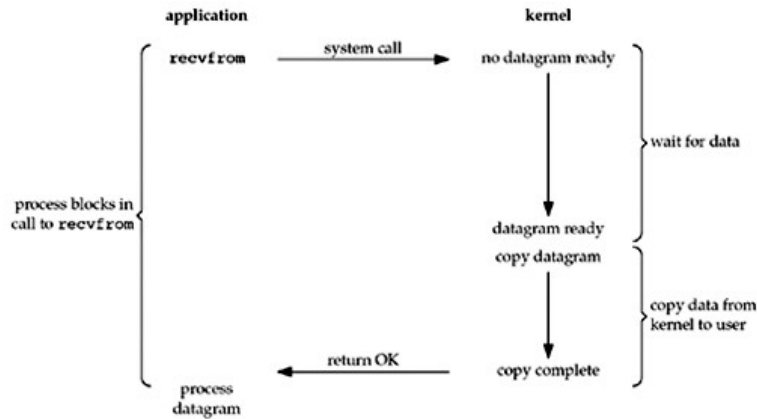 application kernel
recvfrom system call no datagram ready
wait for data
process blocks in
call to recvfrom
datagram ready
copy datagram
copy data from
kernel to user
return OK copy complete
process
datagram